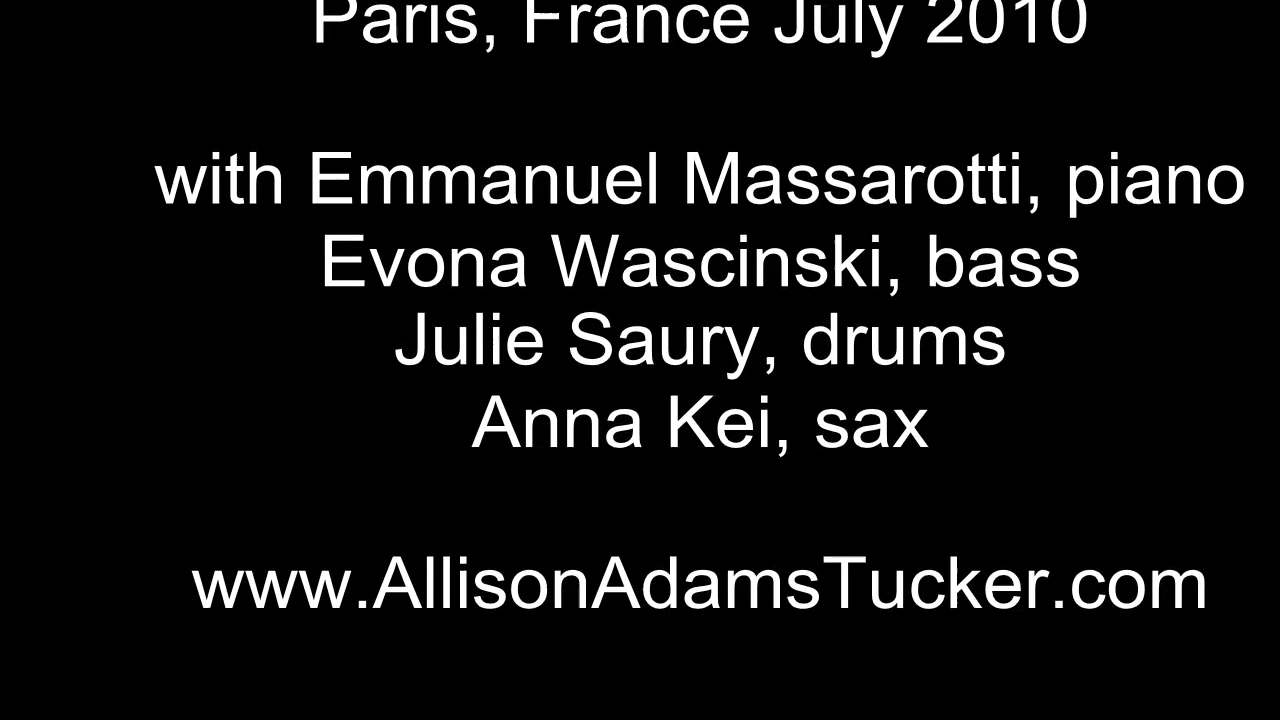 Paris, France July 2010
with Emmanuel Massarotti, piano
Evona Wascinski, bass
Julie Saury, drums
Anna Kei, sax
www.AllisonAdamsTucker.com